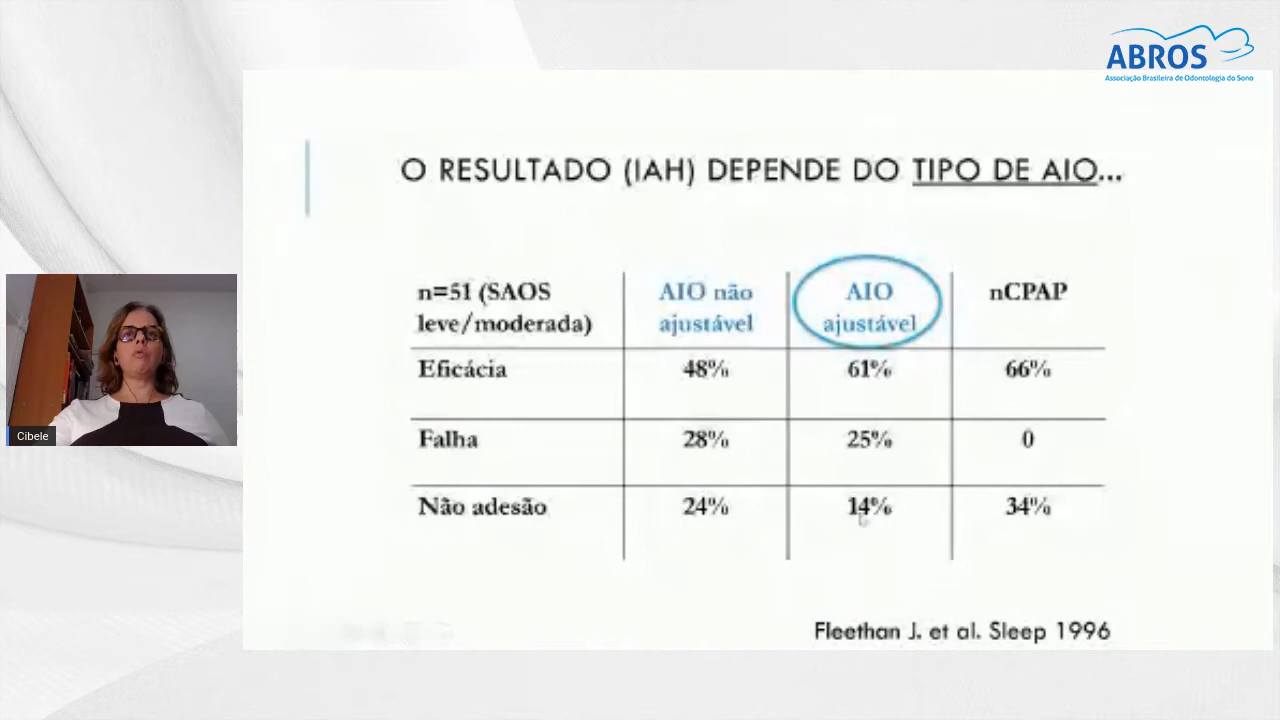 ABROS
Associação Brasileira de Odontologia do Sono
O RESULTADO (IAH) DEPENDE DO TIPO DE AIO...
n=51 (SAOS leve/moderada)
AIO não ajustável
AIO ajustável
nCPAP
Eficácia 48% 61% 66%
Falha 28% 25% 0
Não adesão 24% 14% 34%
Fleethan J. et al. Sleep 1996
Cibele